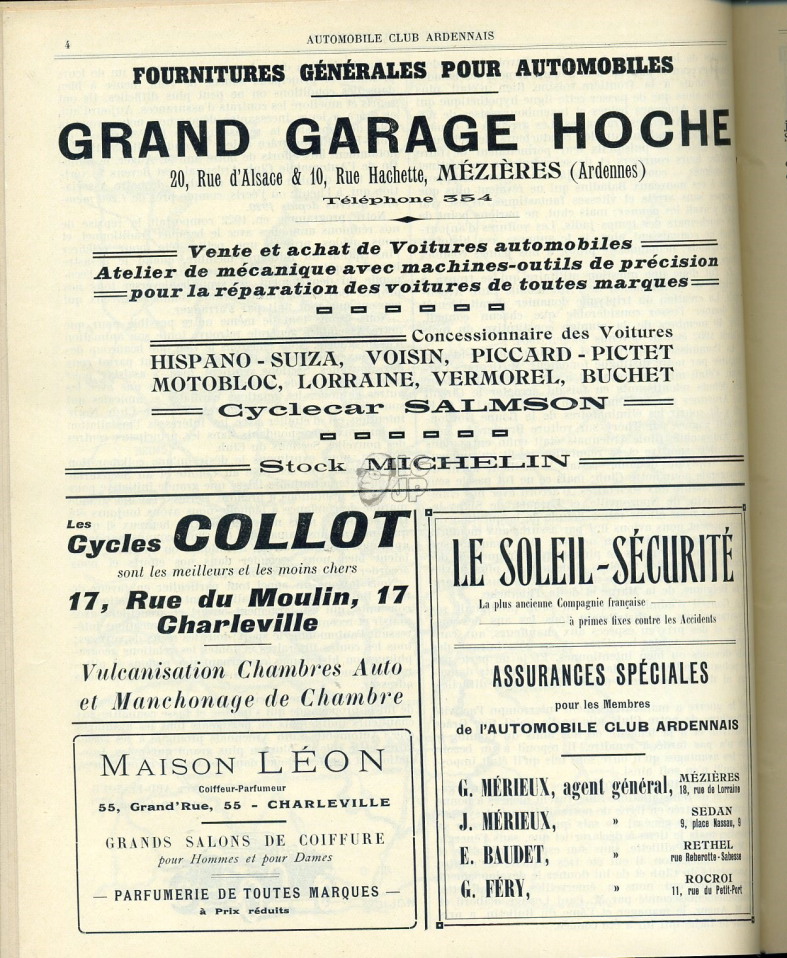 4
AUTOMOBILE CLUB ARDENNAIS
FOURNITURES GÉNÉRALES POUR AUTOMOBILES
GRAND GARAGE HOCHE
20, Rue d'Alsace & 10, Rue Hachette, MÉZIÈRES (Ardennes)
Téléphone 354
Vente et achat de Voitures automobiles
Atelier de mécanique avec machines-outils de précision
pour la réparation des voitures de toutes marques
Concessionnaire des Voitures
HISPANO - SUIZA, VOISIN, PICCARD - PICTET
MOTOBLOC, LORRAINE, VERMOREL, BUCHET
Cyclecar SALMSON
Stock MICHELIN
Les
Cycles COLLOT
sont les meilleurs et les moins chers
17, Rue du Moulin, 17
Charleville
Vulcanisation Chambres Auto
et Manchonage de Chambre
MAISON LÉON
Coiffeur-Parfumeur
55, Grand'Rue, 55 - CHARLEVILLE
GRANDS SALONS DE COIFFURE
pour Hommes et pour Dames
— PARFUMERIE DE TOUTES MARQUES —
à Prix réduits
LE SOLEIL-SÉCURITÉ
La plus ancienne Compagnie française
à primes fixes contre les Accidents
ASSURANCES SPÉCIALES
pour les Membres
de l'AUTOMOBILE CLUB ARDENNAIS
G. MÉRIEUX, agent général, MÉZIÈRES
18, rue de Lorraine
J. MÉRIEUX, » SEDAN
9, place Nassau, 9
E. BAUDET, » RETHEL
rue Reberotte-Sabesse
G. FÉRY, » ROCROI
11, rue du Petit-Port